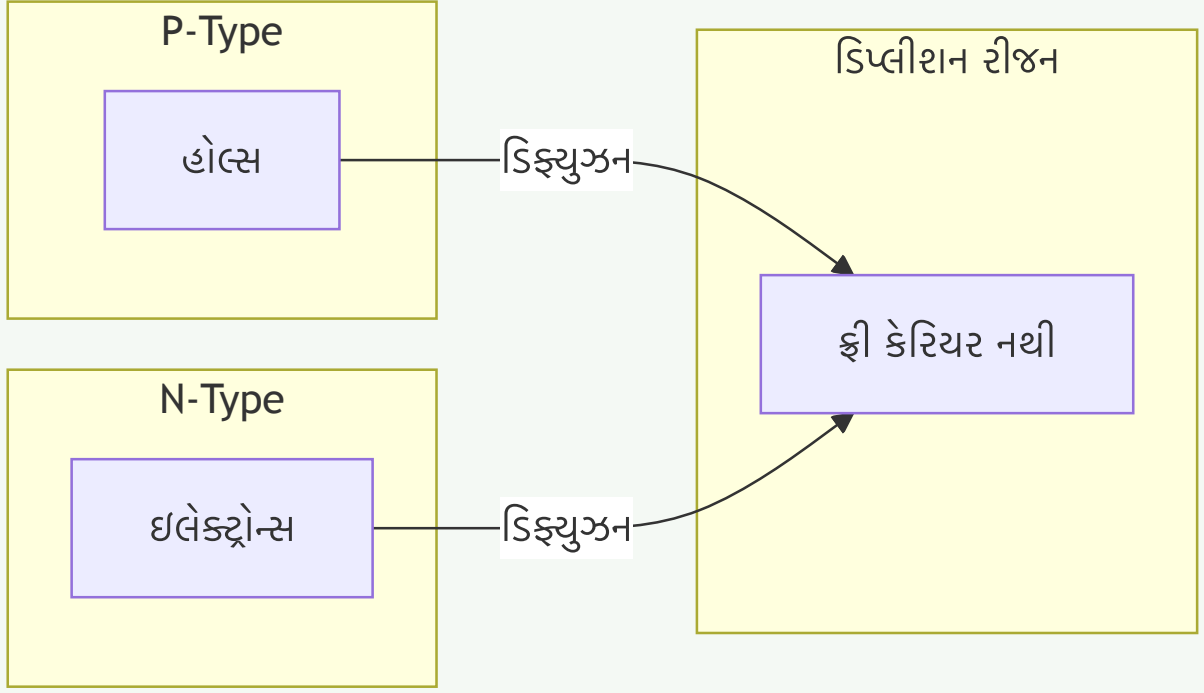 P-Type
હોલ્સ
ડિફ્યુઝન
N-Type
ઇલેક્ટ્રોન્સ
ડિફ્યુઝન
ડિપ્લીશન રીજન
ફ્રી કેરિયર નથી